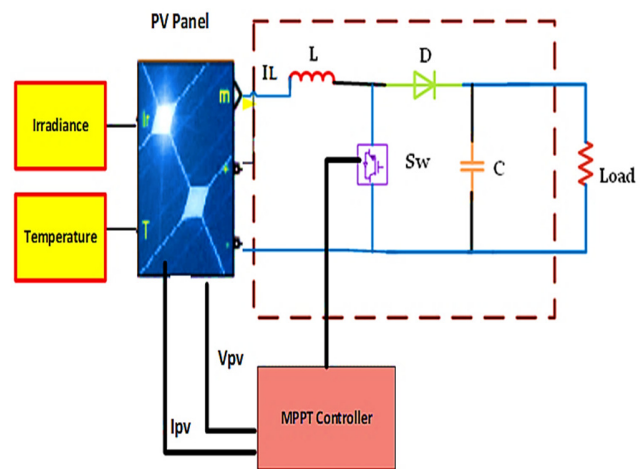 PV Panel
L
D
IL
m
Irradiance
Ir
+
Sw
C
Load
Temperature
T
-
Vpv
Ipv
MPPT Controller